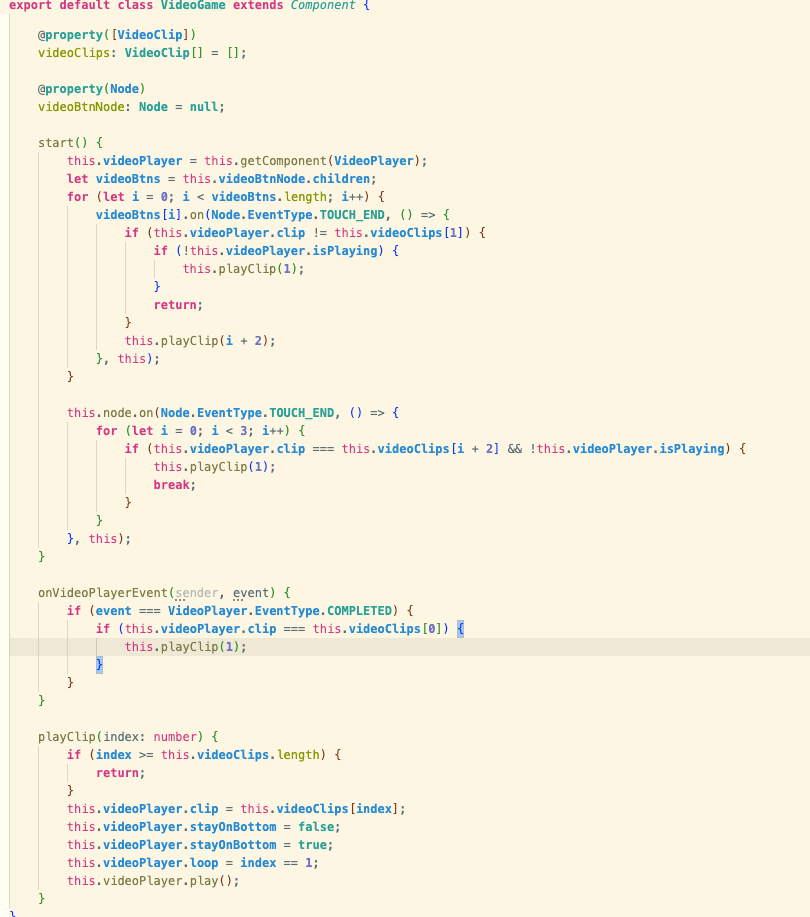 export default class VideoGame extends Component {
@property([VideoClip])
videoClips: VideoClip[] = [];
@property(Node)
videoBtnNode: Node = null;
start() {
this.videoPlayer = this.getComponent(VideoPlayer);
let videoBtns = this.videoBtnNode.children;
for (let i = 0; i < videoBtns.length; i++) {
videoBtns[i].on(Node.EventType.TOUCH_END, () => {
if (this.videoPlayer.clip != this.videoClips[1]) {
if (!this.videoPlayer.isPlaying) {
this.playClip(1);
}
return;
}
this.playClip(i + 2);
}, this);
}
this.node.on(Node.EventType.TOUCH_END, () => {
for (let i = 0; i < 3; i++) {
if (this.videoPlayer.clip === this.videoClips[i + 2] && !this.videoPlayer.isPlaying) {
this.playClip(1);
break;
}
}
}, this);
}
onVideoPlayerEvent(sender, event) {
if (event === VideoPlayer.EventType.COMPLETED) {
if (this.videoPlayer.clip === this.videoClips[0]) {
this.playClip(1);
}
}
}
playClip(index: number) {
if (index >= this.videoClips.length) {
return;
}
this.videoPlayer.clip = this.videoClips[index];
this.videoPlayer.stayOnBottom = false;
this.videoPlayer.stayOnBottom = true;
this.videoPlayer.loop = index == 1;
this.videoPlayer.play();
}
}